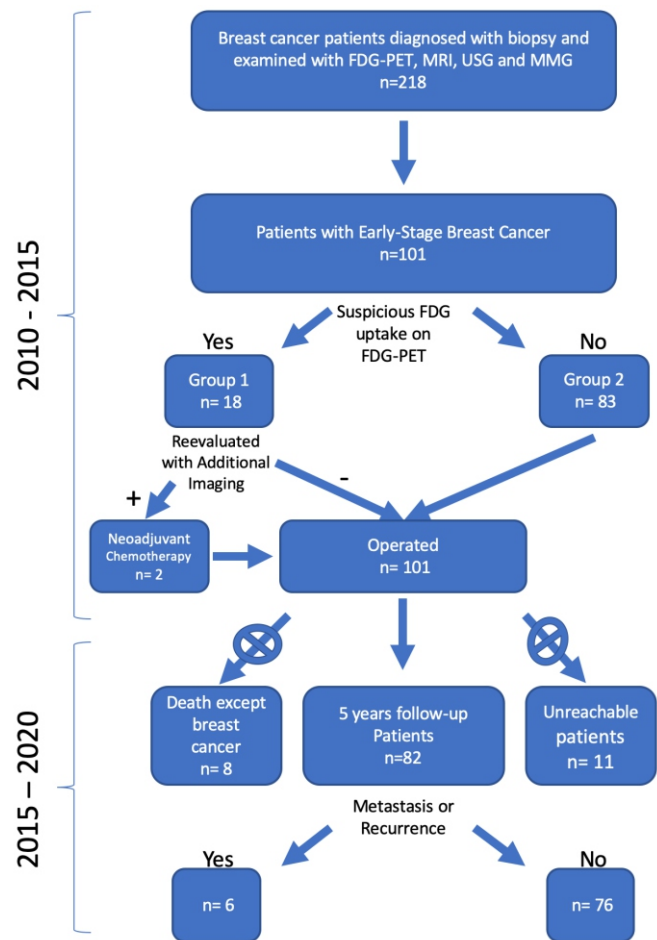 Breast cancer patients diagnosed with biopsy and
examined with FDG-PET, MRI, USG and MMG
n=218
Patients with Early-Stage Breast Cancer
n=101
2010 - 2015
Suspicious FDG
uptake on
FDG-PET
Yes
No
Group 1
n= 18
Group 2
n= 83
Reevaluated
with Additional
Imaging
+
-
Neoadjuvant
Chemotherapy
n= 2
Operated
n= 101
2015 – 2020
Death except
breast
cancer
n= 8
5 years follow-up
Patients
n=82
Unreachable
patients
n= 11
Metastasis or
Recurrence
Yes
No
n= 6
n= 76